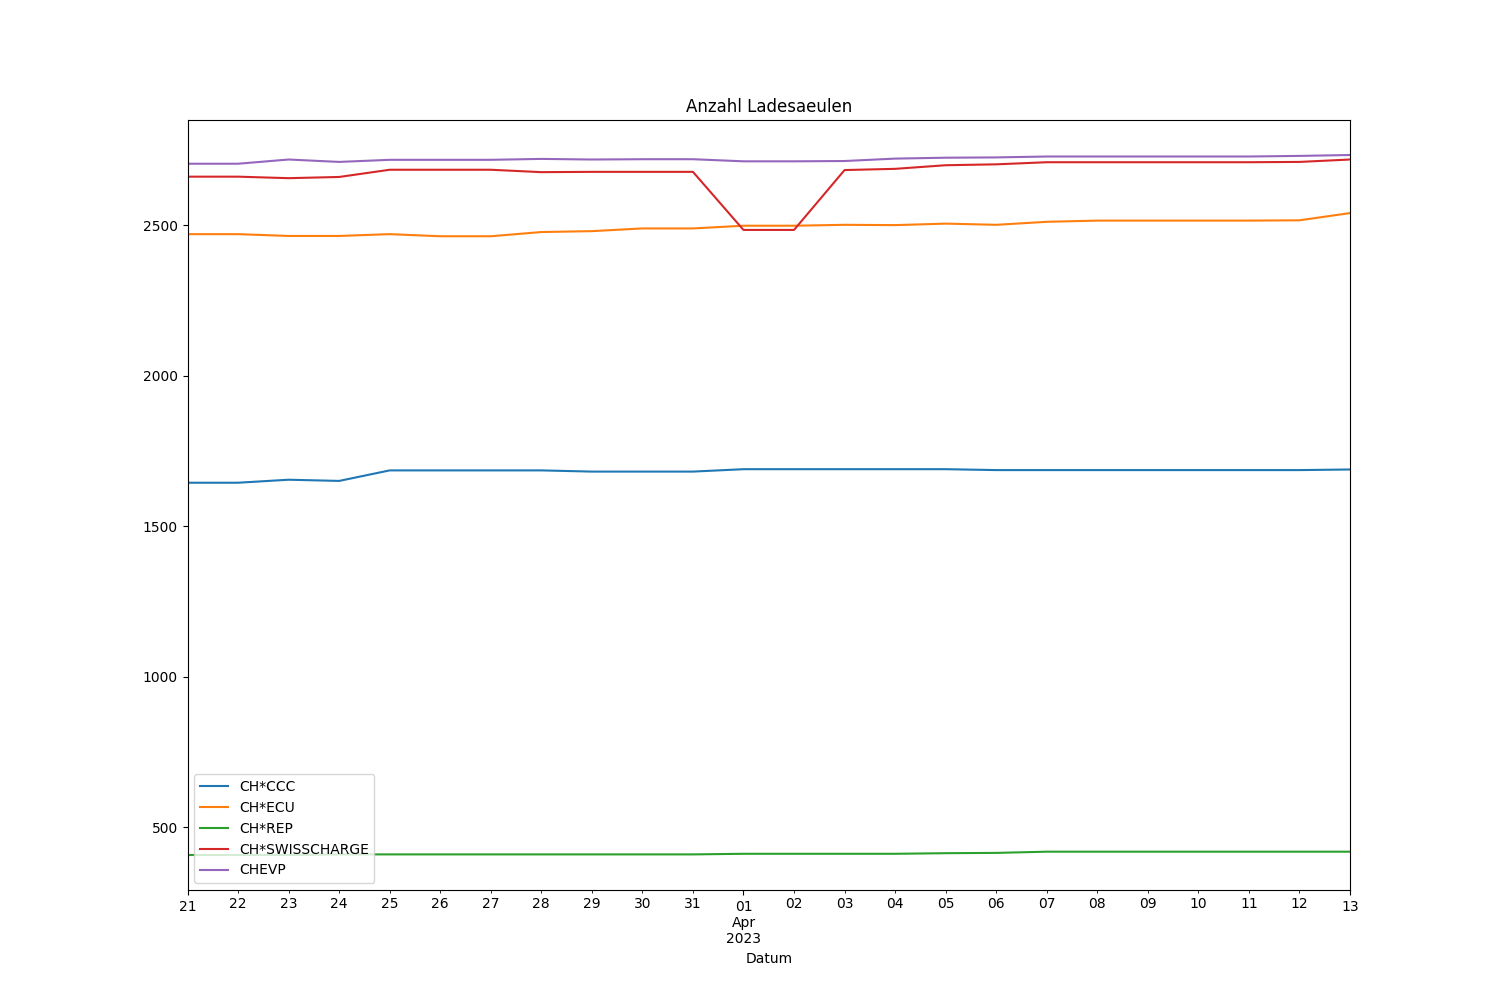 Anzahl Ladesaeulen
2500
2000
1500
1000
500
CH*CCC
CH*ECU
CH*REP
CH*SWISSCHARGE
CHEVP
21 22 23 24 25 26 27 28 29 30 31 01 02 03 04 05 06 07 08 09 10 11 12 13
Apr
2023
Datum